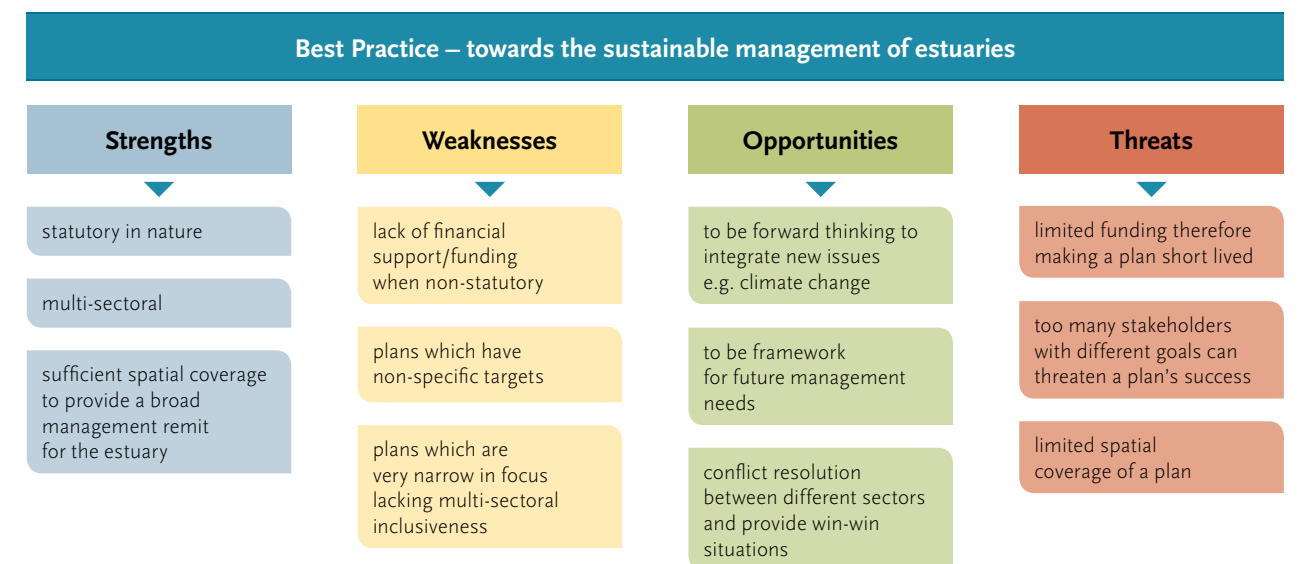 Best Practice – towards the sustainable management of estuaries
Strengths
statutory in nature
multi-sectoral
sufficient spatial coverage
to provide a broad
management remit
for the estuary
Weaknesses
lack of financial
support/funding
when non-statutory
plans which have
non-specific targets
plans which are
very narrow in focus
lacking multi-sectoral
inclusiveness
Opportunities
to be forward thinking to
integrate new issues
e.g. climate change
to be framework
for future management
needs
conflict resolution
between different sectors
and provide win-win
situations
Threats
limited funding therefore
making a plan short lived
too many stakeholders
with different goals can
threaten a plan’s success
limited spatial
coverage of a plan